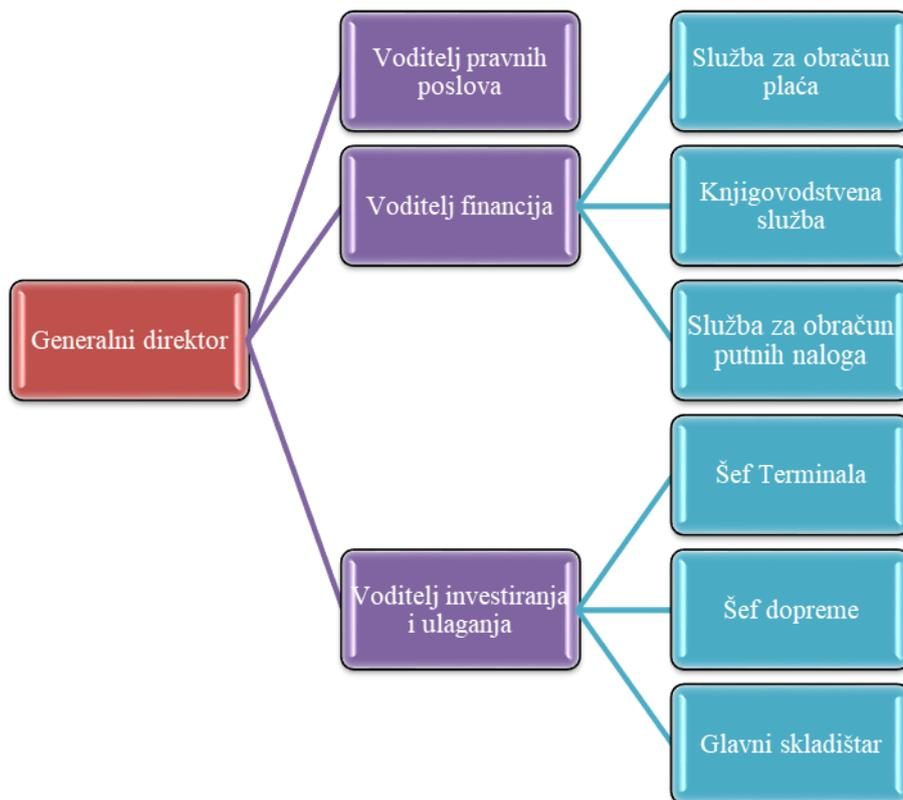 Generalni direktor
Voditelj pravnih
poslova
Voditelj financija
Voditelj investiranja
i ulaganja
Služba za obračun
plaća
Knjigovodstvena
služba
Služba za obračun
putnih naloga
Šef Terminala
Šef dopreme
Glavni skladištar